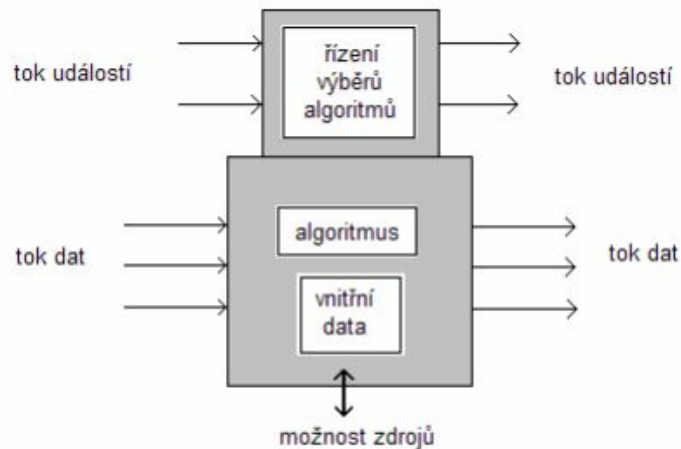 řízení
výběrů
algoritmů
tok událostí
tok událostí
algoritmus
tok dat
tok dat
vnitřní
data
možnost zdrojů